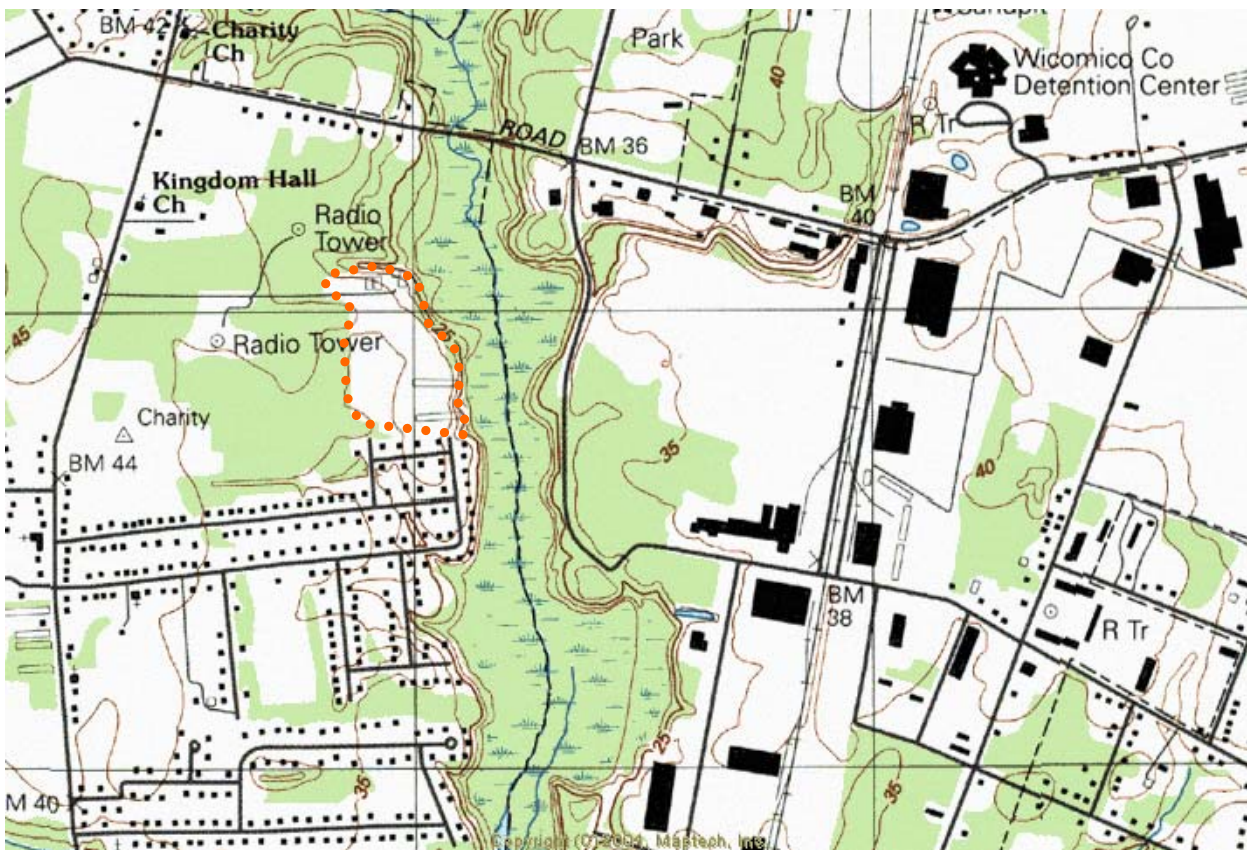 BM 42
Charity
Ch
Park
40
Wicomico Co
Detention Center
R Tr
ROAD
BM 36
Kingdom Hall
Ch
Radio
Tower
BM
40
45
25
Radio Tower
Charity
BM 44
35
40
BM
38
R Tr
25
35
35
M 40
Copyright (C) 2001, Maptech, Inc.